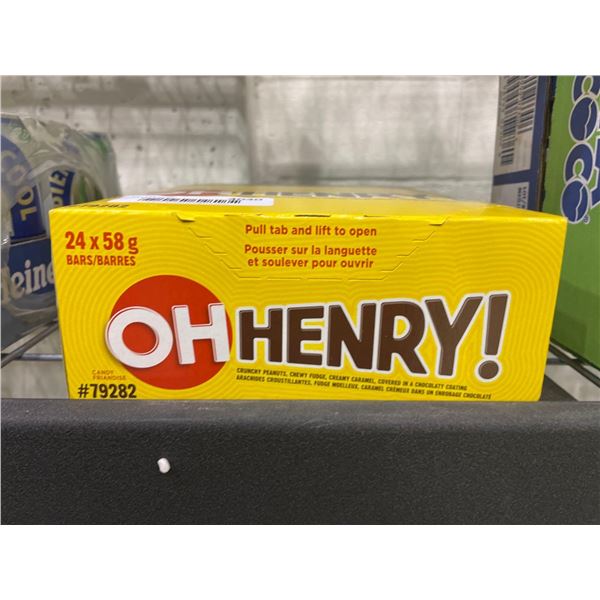 Pull tab and lift to open
Pousser sur la languette
et soulever pour ouvrir
24 x 58 g
BARS/BARRES
OH HENRY!
CANDY
FRIANDISE
CRUNCHY PEANUTS, CHEWY FUDGE, CREAMY CARAMEL, COVERED IN A CHOCOLATY COATING
ARACHIDES CROUSTILLANTES, FUDGE MOELLEUX, CARAMEL CRÉMEUX DANS UN ENROBAGE CHOCOLATÉ
#79282
Heine
COCO